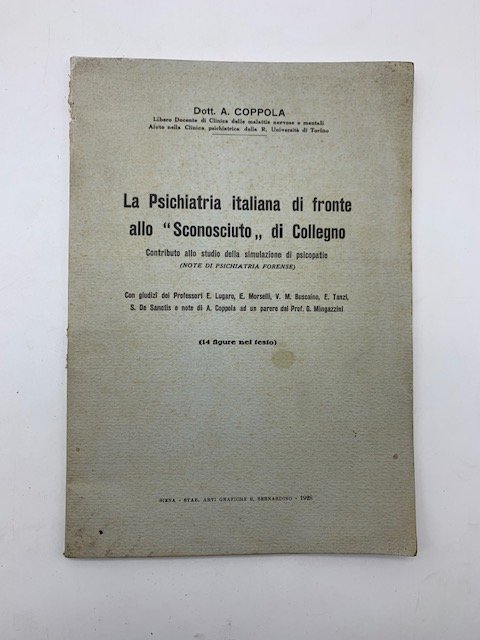 Dott. A. COPPOLA
Libero Docente di Clinica delle malattie nervose e mentali
Aiuto nella Clinica psichiatrica della R. Università di Torino
La Psichiatria italiana di fronte
allo "Sconosciuto„ di Collegno
Contributo allo studio della simulazione di psicopatie
(NOTE DI PSICHIATRIA FORENSE)
Con giudizî dei Professori E. Lugaro, E. Morselli, V. M. Buscaino, E. Tanzi,
S. De Sanctis e note di A. Coppola ad un parere del Prof. G. Mingazzini
(14 figure nel testo)
SIENA - STAB. ARTI GRAFICHE S. BERNARDINO - 1928